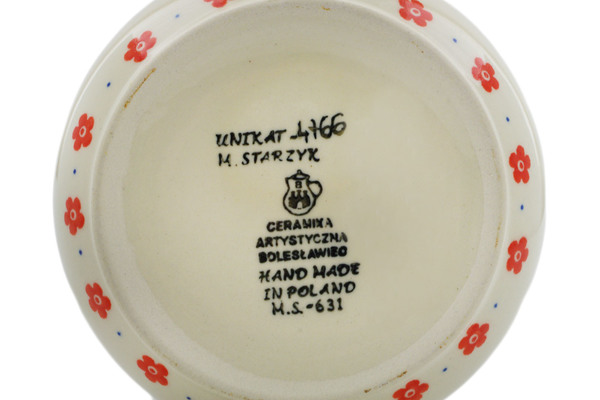 UNIKAT-4766
M. STARZYK
B
CERAMIKA
ARTYSTYCZNA
BOLESŁAWIEC
HAND MADE
IN POLAND
M.S.-631